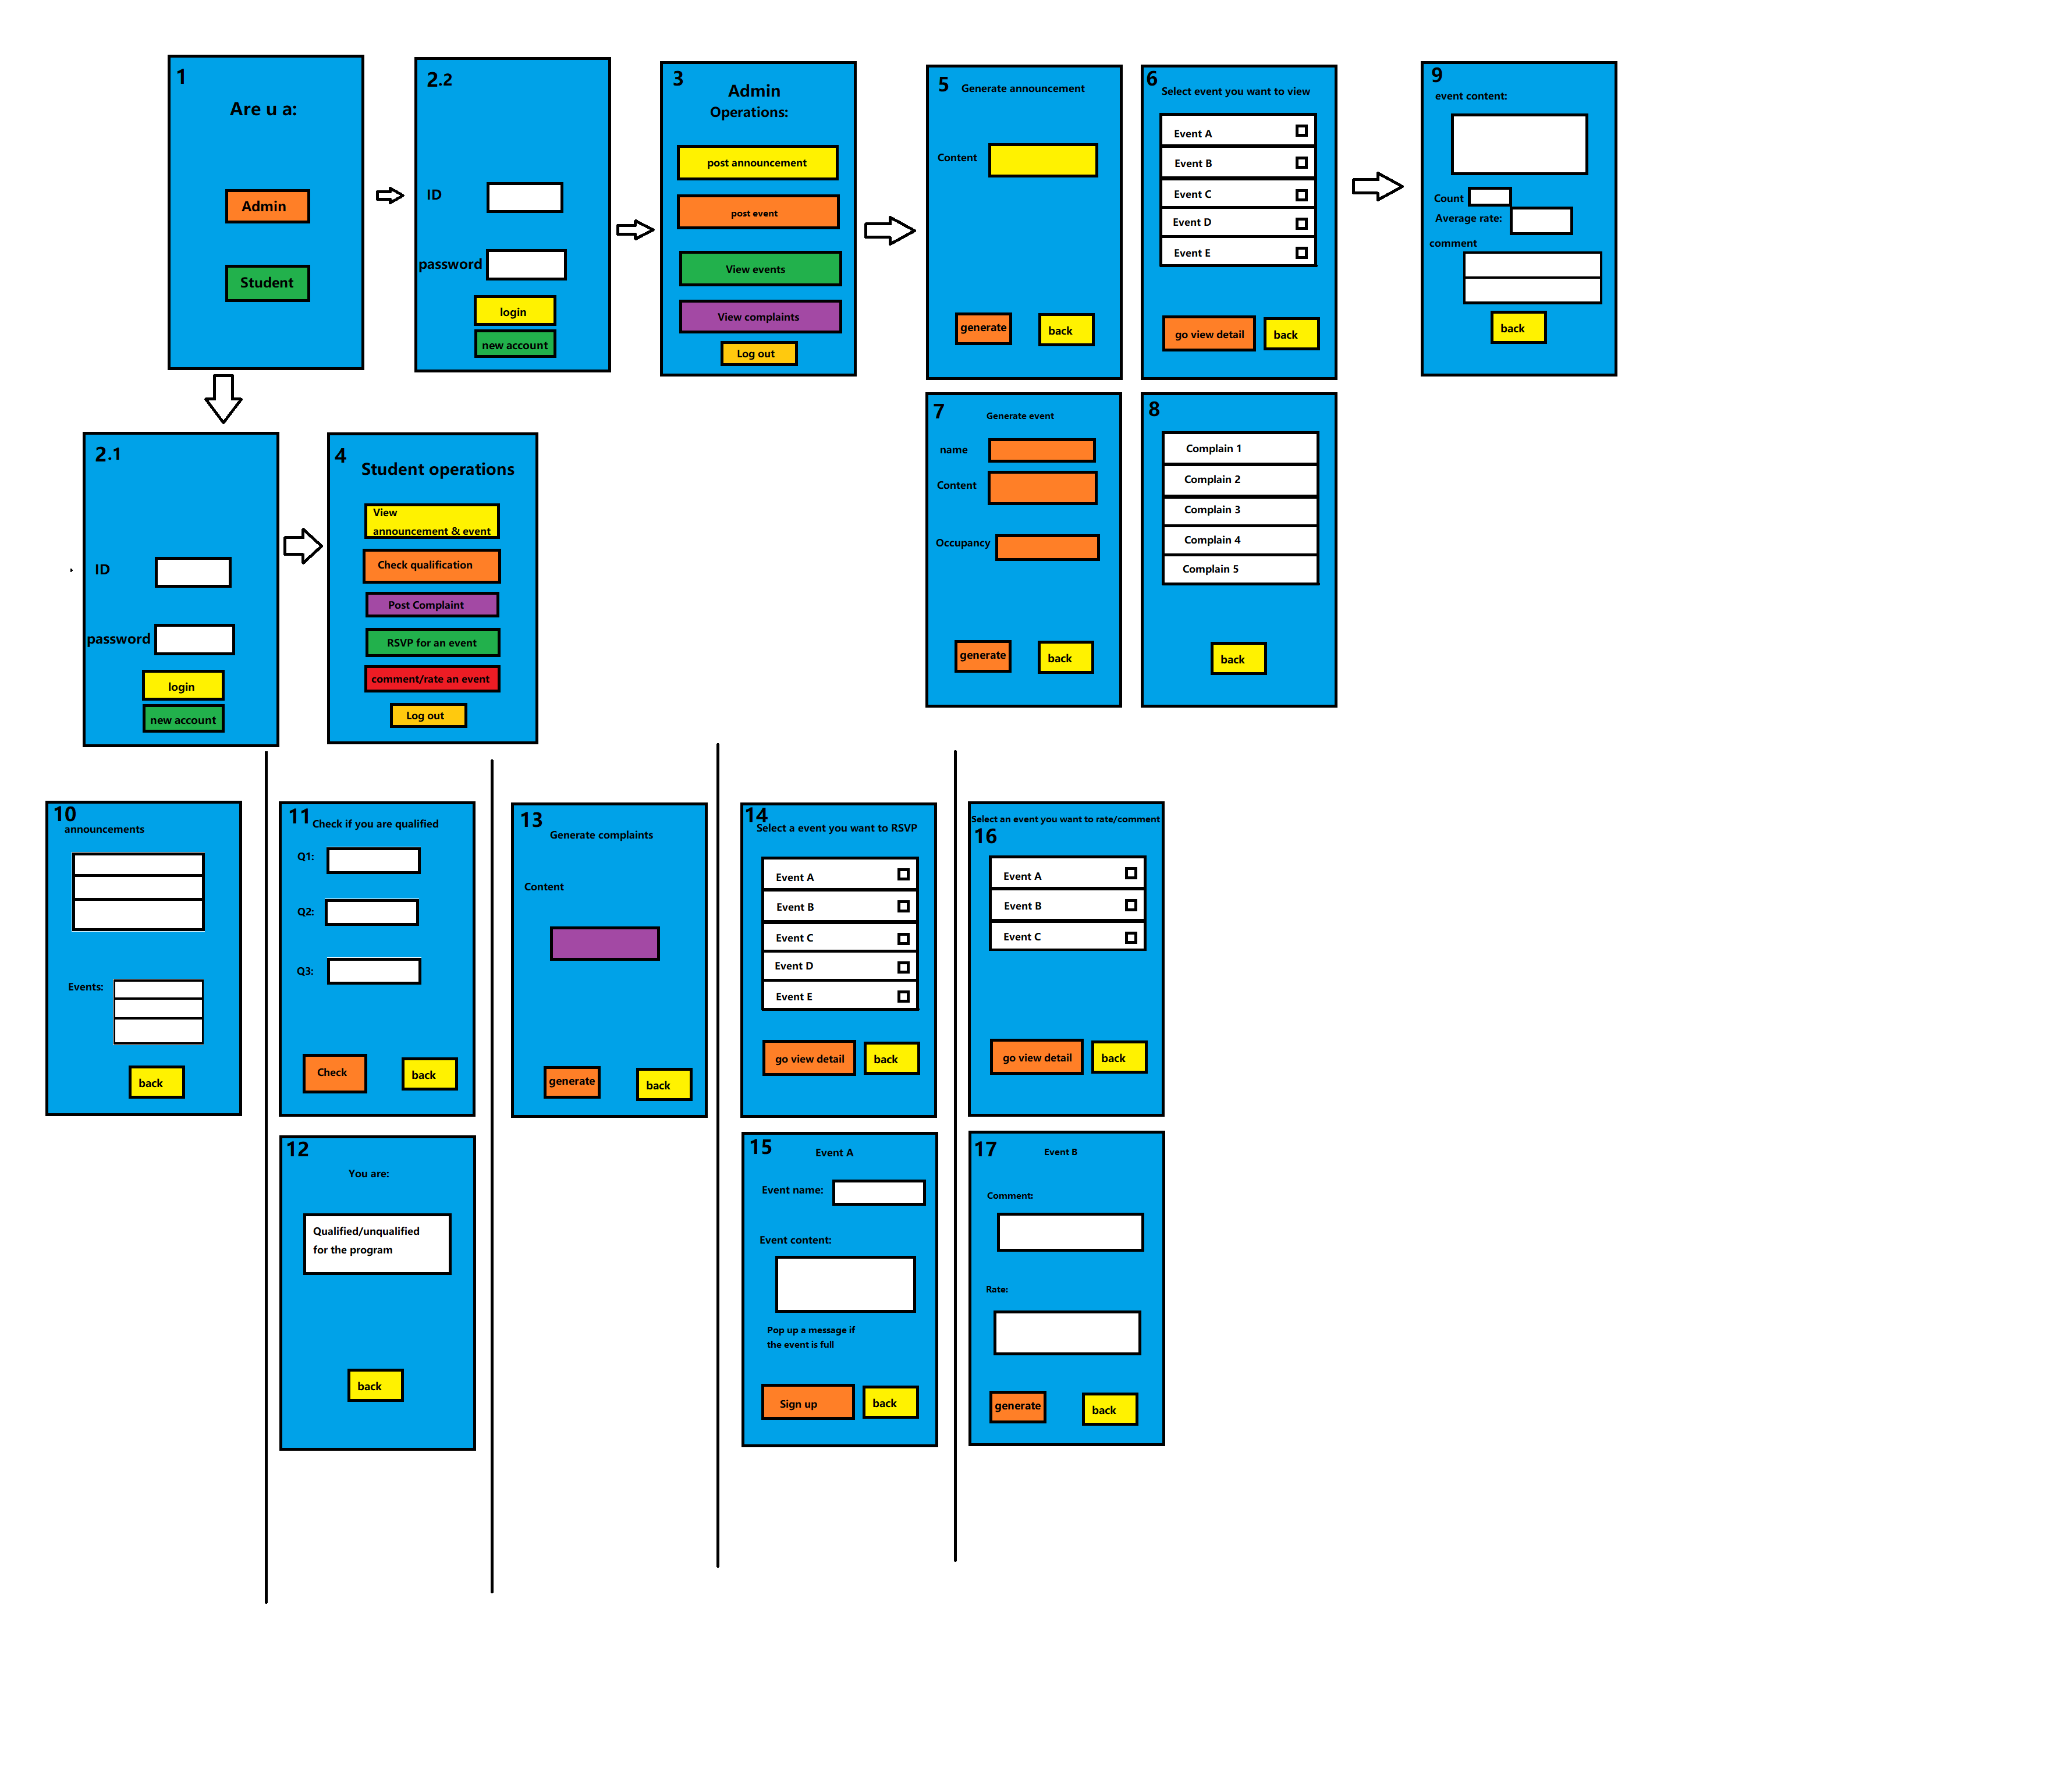 1
Are u a:
Admin
Student
2.2
ID
password
login
new account
3
Admin
Operations:
post announcement
post event
View events
View complaints
Log out
5
Generate announcement
Content
generate
back
6
Select event you want to view
Event A
Event B
Event C
Event D
Event E
go view detail
back
9
event content:
Count
Average rate:
comment
back
2.1
ID
password
login
new account
4
Student operations
View
announcement & event
Check qualification
Post Complaint
RSVP for an event
comment/rate an event
Log out
7
Generate event
name
Content
Occupancy
generate
back
8
Complain 1
Complain 2
Complain 3
Complain 4
Complain 5
back
10
announcements
Events:
back
11
Check if you are qualified
Q1:
Q2:
Q3:
Check
back
12
You are:
Qualified/unqualified
for the program
back
13
Generate complaints
Content
generate
back
14
Select a event you want to RSVP
Event A
Event B
Event C
Event D
Event E
go view detail
back
15
Event A
Event name:
Event content:
Pop up a message if
the event is full
Sign up
back
Select an event you want to rate/comment
16
Event A
Event B
Event C
go view detail
back
17
Event B
Comment:
Rate:
generate
back